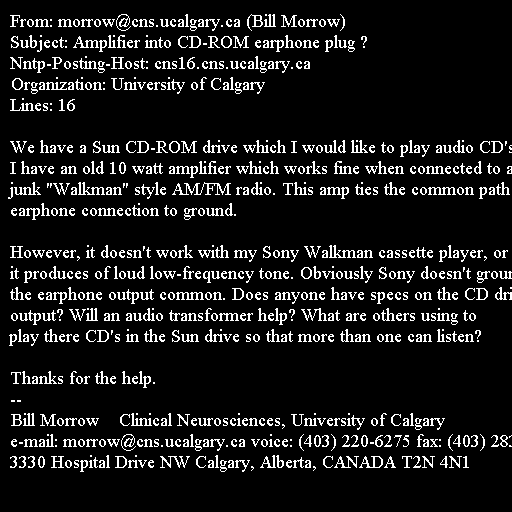 From: morrow@cns.ucalgary.ca (Bill Morrow)
Subject: Amplifier into CD-ROM earphone plug ?
Nntp-Posting-Host: cns16.cns.ucalgary.ca
Organization: University of Calgary
Lines: 16

We have a Sun CD-ROM drive which I would like to play audio CD's
I have an old 10 watt amplifier which works fine when connected to a
junk "Walkman" style AM/FM radio. This amp ties the common path
earphone connection to ground.

However, it doesn't work with my Sony Walkman cassette player, or
it produces of loud low-frequency tone. Obviously Sony doesn't groun
the earphone output common. Does anyone have specs on the CD dri
output? Will an audio transformer help? What are others using to
play there CD's in the Sun drive so that more than one can listen?

Thanks for the help.
--
Bill Morrow    Clinical Neurosciences, University of Calgary
e-mail: morrow@cns.ucalgary.ca voice: (403) 220-6275 fax: (403) 283
3330 Hospital Drive NW Calgary, Alberta, CANADA T2N 4N1